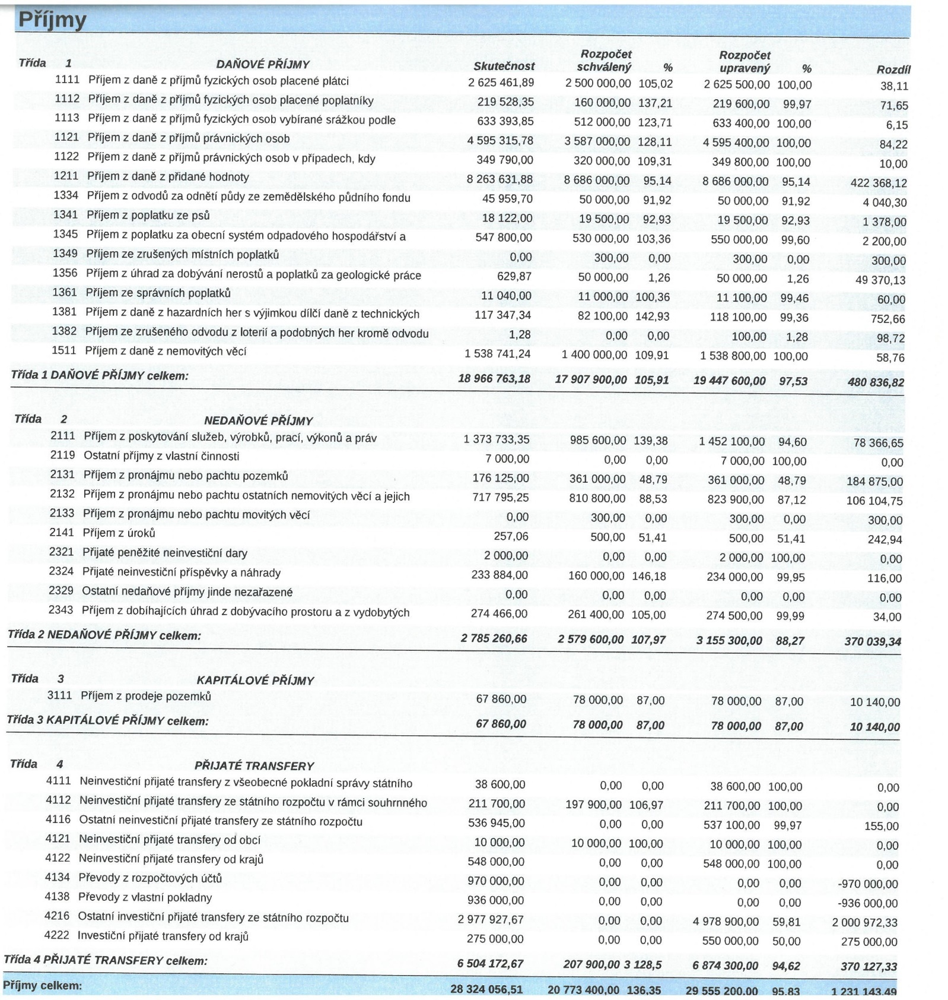 Příjmy
Třída 1 DAŇOVÉ PŘÍJMY Skutečnost Rozpočet schválený % Rozpočet upravený % Rozdíl
1111 Příjem z daně z příjmů fyzických osob placené plátci 2 625 461,89 2 500 000,00 105,02 2 625 500,00 100,00 38,11
1112 Příjem z daně z příjmů fyzických osob placené poplatníky 219 528,35 160 000,00 137,21 219 600,00 99,97 71,65
1113 Příjem z daně z příjmů fyzických osob vybírané srážkou podle 633 393,85 512 000,00 123,71 633 400,00 100,00 6,15
1121 Příjem z daně z příjmů právnických osob 4 595 315,78 3 587 000,00 128,11 4 595 400,00 100,00 84,22
1122 Příjem z daně z příjmů právnických osob v případech, kdy 349 790,00 320 000,00 109,31 349 800,00 100,00 10,00
1211 Příjem z daně z přidané hodnoty 8 263 631,88 8 686 000,00 95,14 8 686 000,00 95,14 422 368,12
1334 Příjem z odvodů za odnětí půdy ze zemědělského půdního fondu 45 959,70 50 000,00 91,92 50 000,00 91,92 4 040,30
1341 Příjem z poplatku ze psů 18 122,00 19 500,00 92,93 19 500,00 92,93 1 378,00
1345 Příjem z poplatku za obecní systém odpadového hospodářství a 547 800,00 530 000,00 103,36 550 000,00 99,60 2 200,00
1349 Příjem ze zrušených místních poplatků 0,00 300,00 0,00 300,00 0,00 300,00
1356 Příjem z úhrad za dobývání nerostů a poplatků za geologické práce 629,87 50 000,00 1,26 50 000,00 1,26 49 370,13
1361 Příjem ze správních poplatků 11 040,00 11 000,00 100,36 11 100,00 99,46 60,00
1381 Příjem z daně z hazardních her s výjimkou dílčí daně z technických 117 347,34 82 100,00 142,93 118 100,00 99,36 752,66
1382 Příjem ze zrušeného odvodu z loterií a podobných her kromě odvodu 1,28 0,00 0,00 100,00 1,28 98,72
1511 Příjem z daně z nemovitých věcí 1 538 741,24 1 400 000,00 109,91 1 538 800,00 100,00 58,76
Třída 1 DAŇOVÉ PŘÍJMY celkem: 18 966 763,18 17 907 900,00 105,91 19 447 600,00 97,53 480 836,82
Třída 2 NEDAŇOVÉ PŘÍJMY
2111 Příjem z poskytování služeb, výrobků, prací, výkonů a práv 1 373 733,35 985 600,00 139,38 1 452 100,00 94,60 78 366,65
2119 Ostatní příjmy z vlastní činnosti 7 000,00 0,00 0,00 7 000,00 100,00 0,00
2131 Příjem z pronájmu nebo pachtu pozemků 176 125,00 361 000,00 48,79 361 000,00 48,79 184 875,00
2132 Příjem z pronájmu nebo pachtu ostatních nemovitých věcí a jejich 717 795,25 810 800,00 88,53 823 900,00 87,12 106 104,75
2133 Příjem z pronájmu nebo pachtu movitých věcí 0,00 300,00 0,00 300,00 0,00 300,00
2141 Příjem z úroků 257,06 500,00 51,41 500,00 51,41 242,94
2321 Přijaté peněžité neinvestiční dary 2 000,00 0,00 0,00 2 000,00 100,00 0,00
2324 Přijaté neinvestiční příspěvky a náhrady 233 884,00 160 000,00 146,18 234 000,00 99,95 116,00
2329 Ostatní nedaňové příjmy jinde nezařazené 0,00 0,00 0,00 0,00 0,00 0,00
2343 Příjem z dobíhajících úhrad z dobývacího prostoru a z vydobytých 274 466,00 261 400,00 105,00 274 500,00 99,99 34,00
Třída 2 NEDAŇOVÉ PŘÍJMY celkem: 2 785 260,66 2 579 600,00 107,97 3 155 300,00 88,27 370 039,34
Třída 3 KAPITÁLOVÉ PŘÍJMY
3111 Příjem z prodeje pozemků 67 860,00 78 000,00 87,00 78 000,00 87,00 10 140,00
Třída 3 KAPITÁLOVÉ PŘÍJMY celkem: 67 860,00 78 000,00 87,00 78 000,00 87,00 10 140,00
Třída 4 PŘIJATÉ TRANSFERY
4111 Neinvestiční přijaté transfery z všeobecné pokladní správy státního 38 600,00 0,00 0,00 38 600,00 100,00 0,00
4112 Neinvestiční přijaté transfery ze státního rozpočtu v rámci souhrnného 211 700,00 197 900,00 106,97 211 700,00 100,00 0,00
4116 Ostatní neinvestiční přijaté transfery ze státního rozpočtu 536 945,00 0,00 0,00 537 100,00 99,97 155,00
4121 Neinvestiční přijaté transfery od obcí 10 000,00 10 000,00 100,00 10 000,00 100,00 0,00
4122 Neinvestiční přijaté transfery od krajů 548 000,00 0,00 0,00 548 000,00 100,00 0,00
4134 Převody z rozpočtových účtů 970 000,00 0,00 0,00 0,00 0,00 -970 000,00
4138 Převody z vlastní pokladny 936 000,00 0,00 0,00 0,00 0,00 -936 000,00
4216 Ostatní investiční přijaté transfery ze státního rozpočtu 2 977 927,67 0,00 0,00 4 978 900,00 59,81 2 000 972,33
4222 Investiční přijaté transfery od krajů 275 000,00 0,00 0,00 550 000,00 50,00 275 000,00
Třída 4 PŘIJATÉ TRANSFERY celkem: 6 504 172,67 207 900,00 3 128,5 6 874 300,00 94,62 370 127,33
Příjmy celkem: 28 324 056,51 20 773 400,00 136,35 29 555 200,00 95,83 1 231 143,49